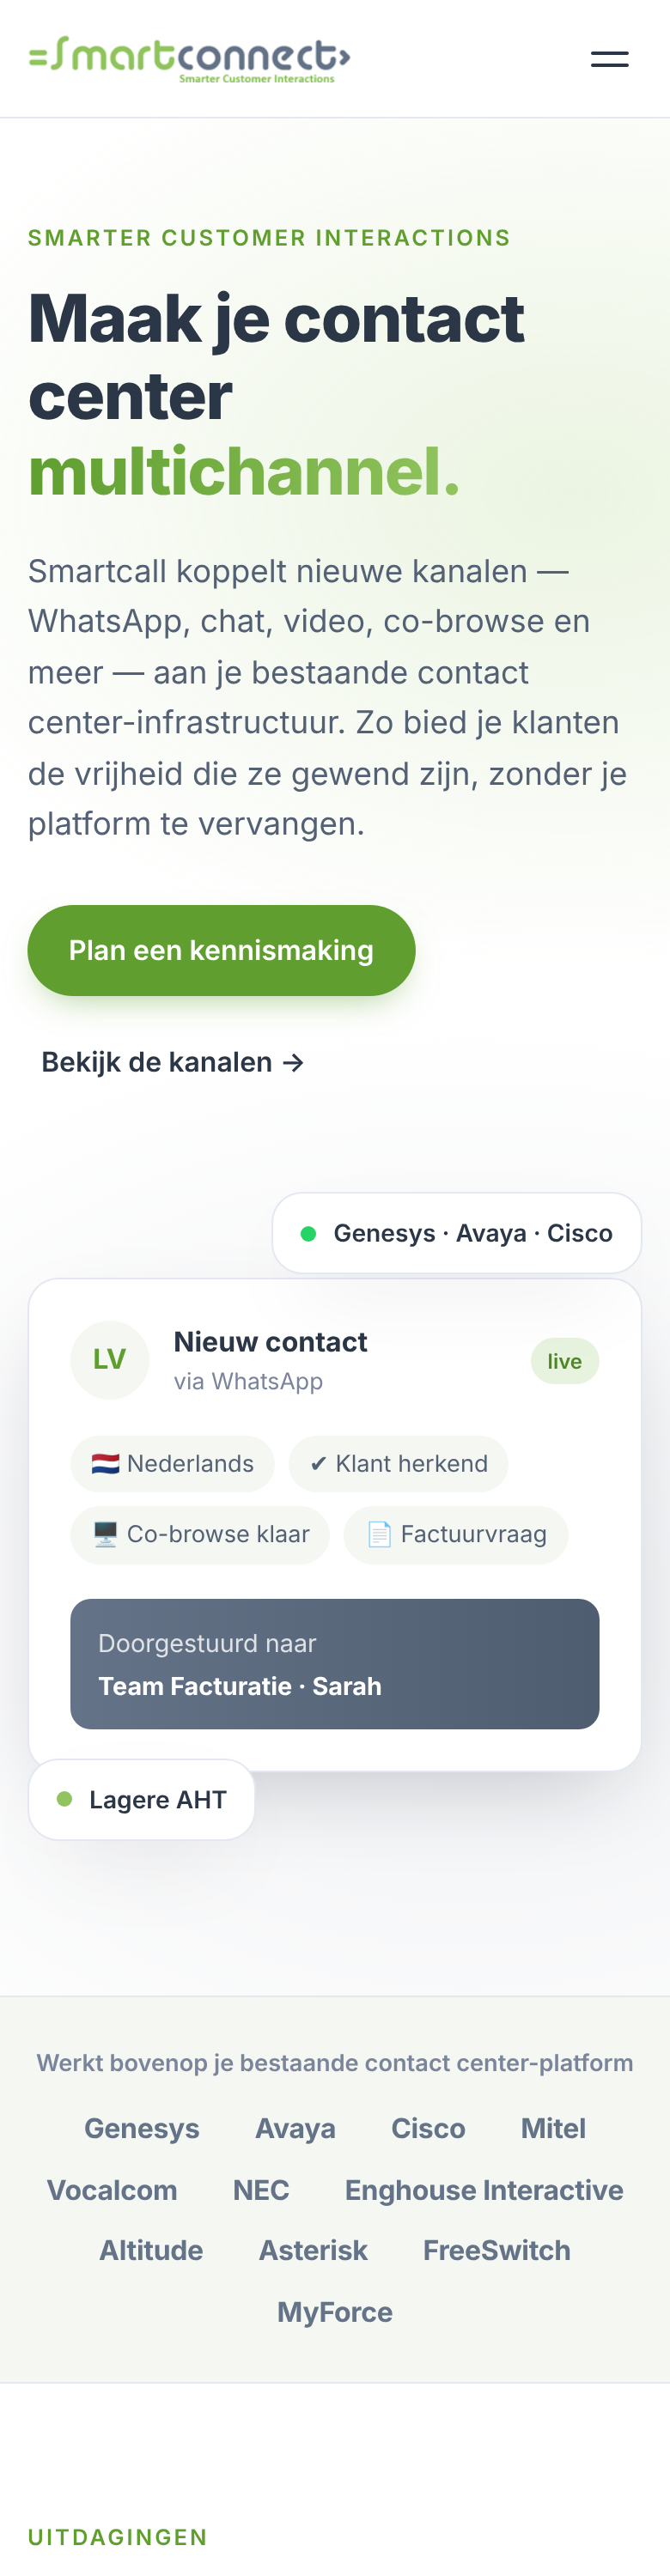 =Smartconnect>
Smarter Customer Interactions
SMARTER CUSTOMER INTERACTIONS
Maak je contact
center
multichannel.
Smartcall koppelt nieuwe kanalen —
WhatsApp, chat, video, co-browse en
meer — aan je bestaande contact
center-infrastructuur. Zo bied je klanten
de vrijheid die ze gewend zijn, zonder je
platform te vervangen.
Plan een kennismaking
Bekijk de kanalen →
Genesys · Avaya · Cisco
LV
Nieuw contact
via WhatsApp
live
🇳🇱 Nederlands
✔ Klant herkend
🖥️ Co-browse klaar
📄 Factuurvraag
Doorgestuurd naar
Team Facturatie · Sarah
Lagere AHT
Werkt bovenop je bestaande contact center-platform
Genesys Avaya Cisco Mitel
Vocalcom NEC Enghouse Interactive
Altitude Asterisk FreeSwitch
MyForce
UITDAGINGEN